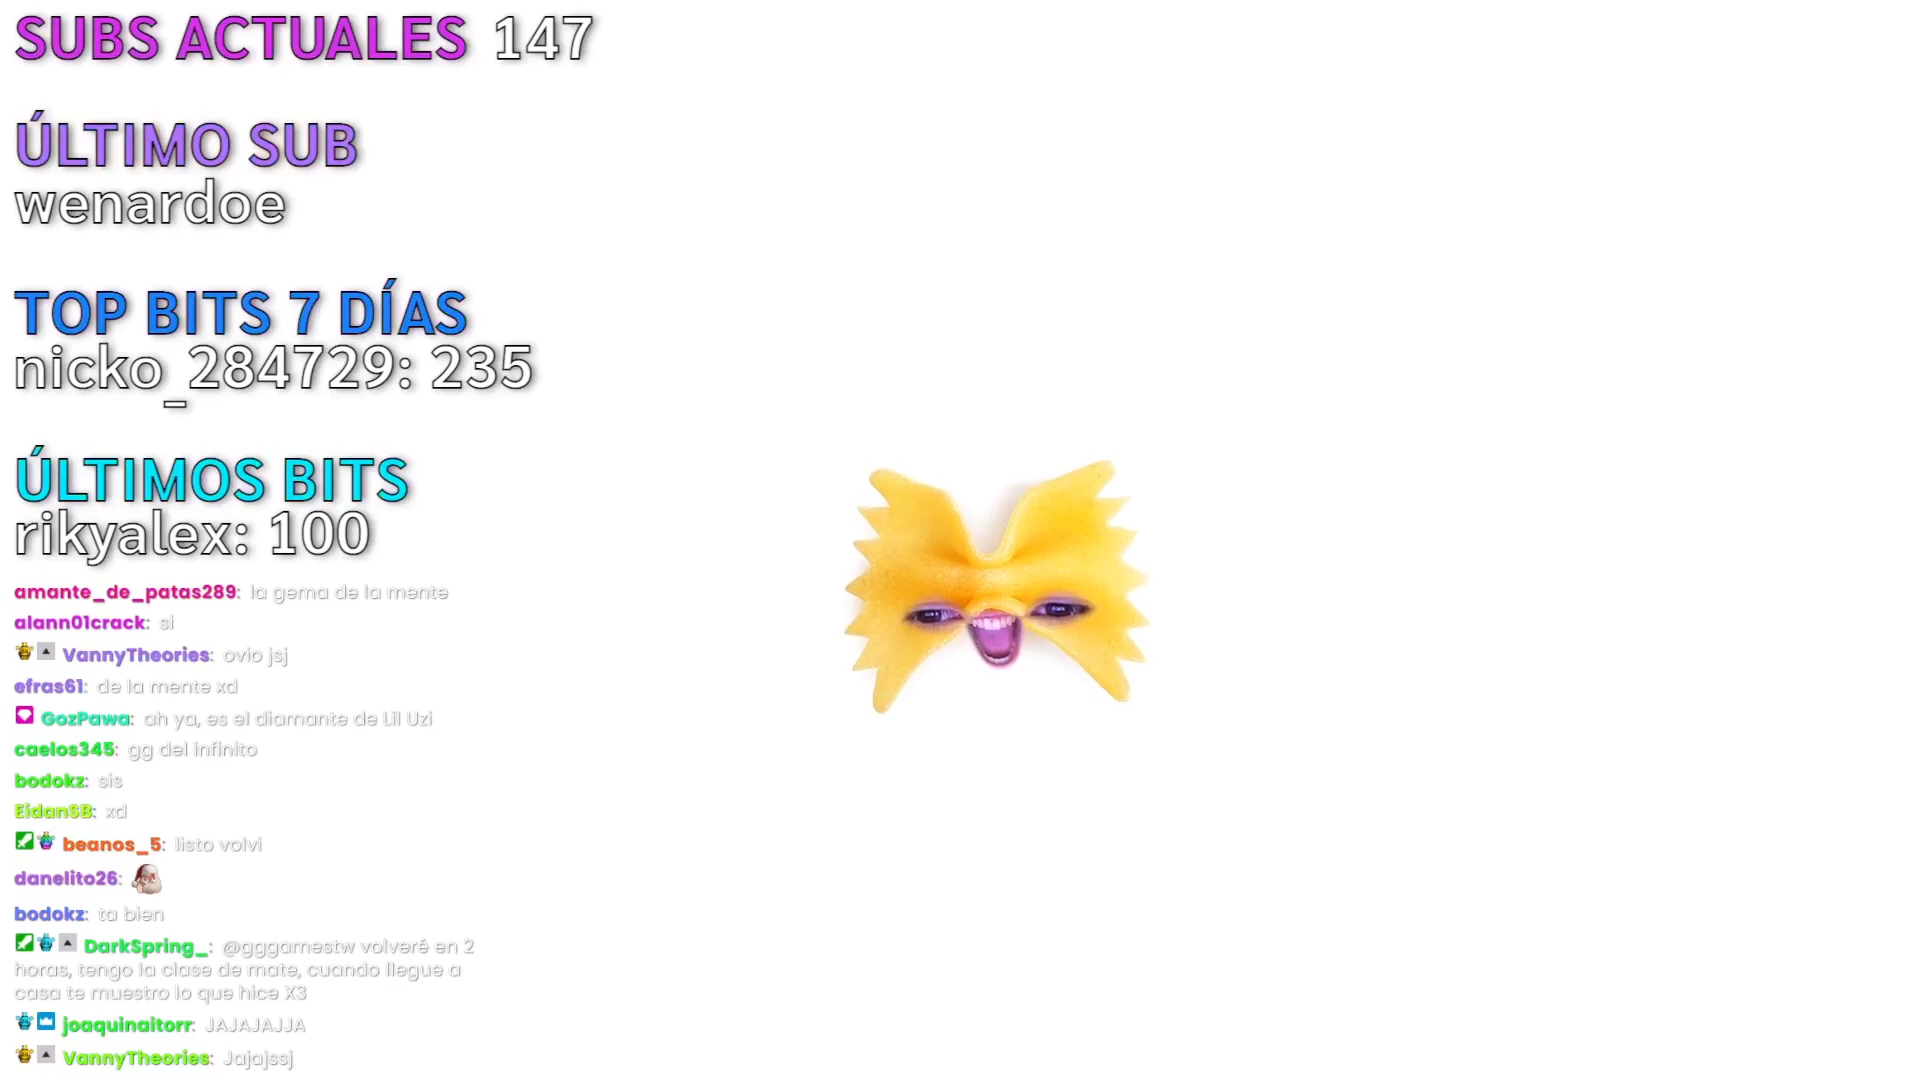 SUBS ACTUALES 147
ÚLTIMO SUB
wenardoe
TOP BITS 7 DÍAS
nicko_284729: 235
ÚLTIMOS BITS
rikyalex: 100
amante_de_patas289: la gema de la mente
alann01crack: si
VannyTheories: ovio jsj
efras61: de la mente xd
GozPawa: ah ya, es el diamante de Lil Uzi
caelos345: gg del infinito
bodokz: sis
EidanSB: xd
beanos_5: listo volvi
danelito26:
bodokz: ta bien
DarkSpring_: @gggamestw volveré en 2
horas, tengo la clase de mate, cuando llegue a
casa te muestro lo que hice X3
joaquinaltorr: JAJAJAJJA
VannyTheories: Jajajssj